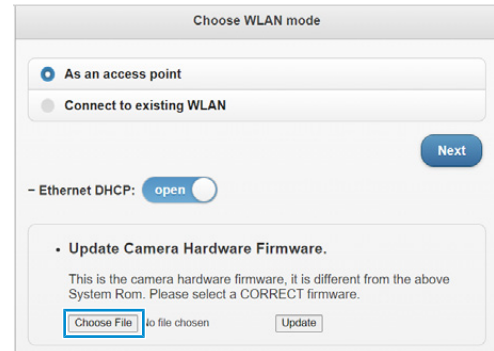 Choose WLAN mode
As an access point
Connect to existing WLAN
Next
– Ethernet DHCP: open
• Update Camera Hardware Firmware.
This is the camera hardware firmware, it is different from the above
System Rom. Please select a CORRECT firmware.
Choose File No file chosen Update